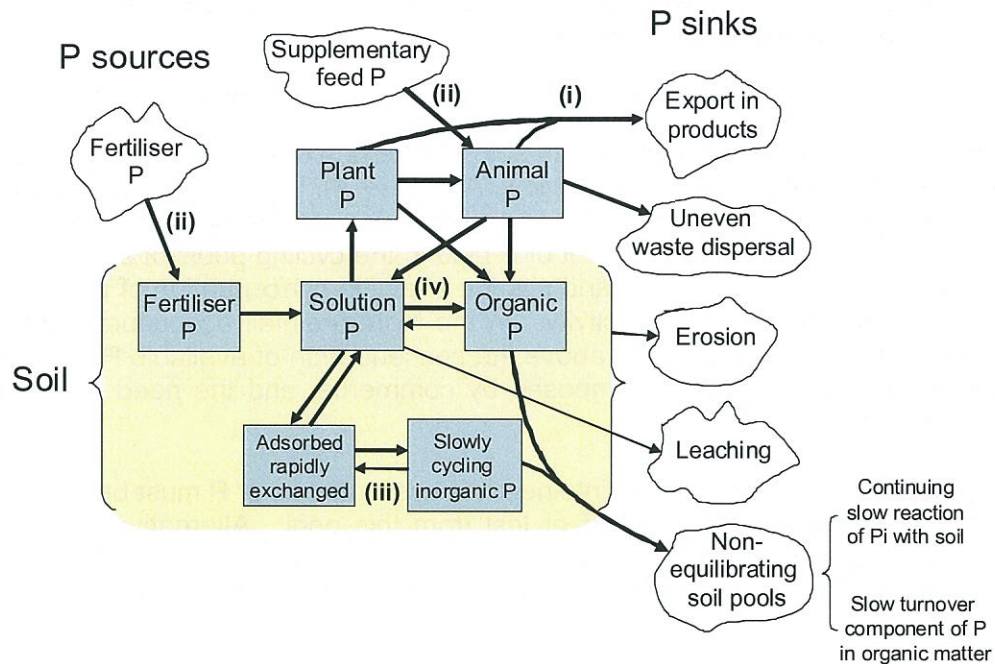 P sources
P sinks
Supplementary
feed P
(ii)
(i)
Export in
products
Fertiliser
P
(ii)
Plant
P
Animal
P
Uneven
waste dispersal
Soil
Fertiliser
P
Solution
P
(iv)
Organic
P
Erosion
Adsorbed
rapidly
exchanged
(iii)
Slowly
cycling
inorganic P
Leaching
Non-
equilibrating
soil pools
Continuing
slow reaction
of Pi with soil
Slow turnover
component of P
in organic matter